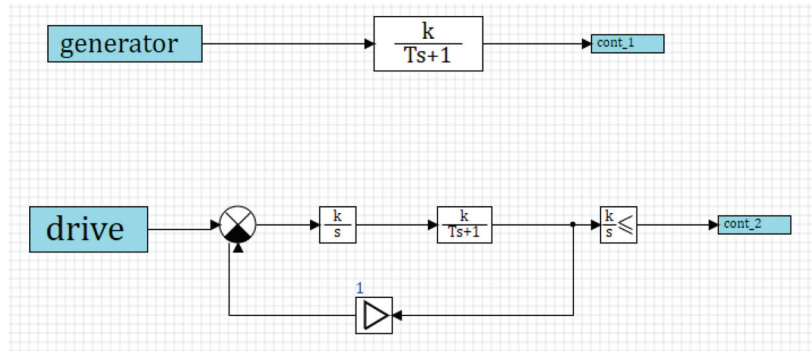 generator
k
Ts+1
cont_1
drive
k
s
k
Ts+1
k
s
≤
cont_2
1